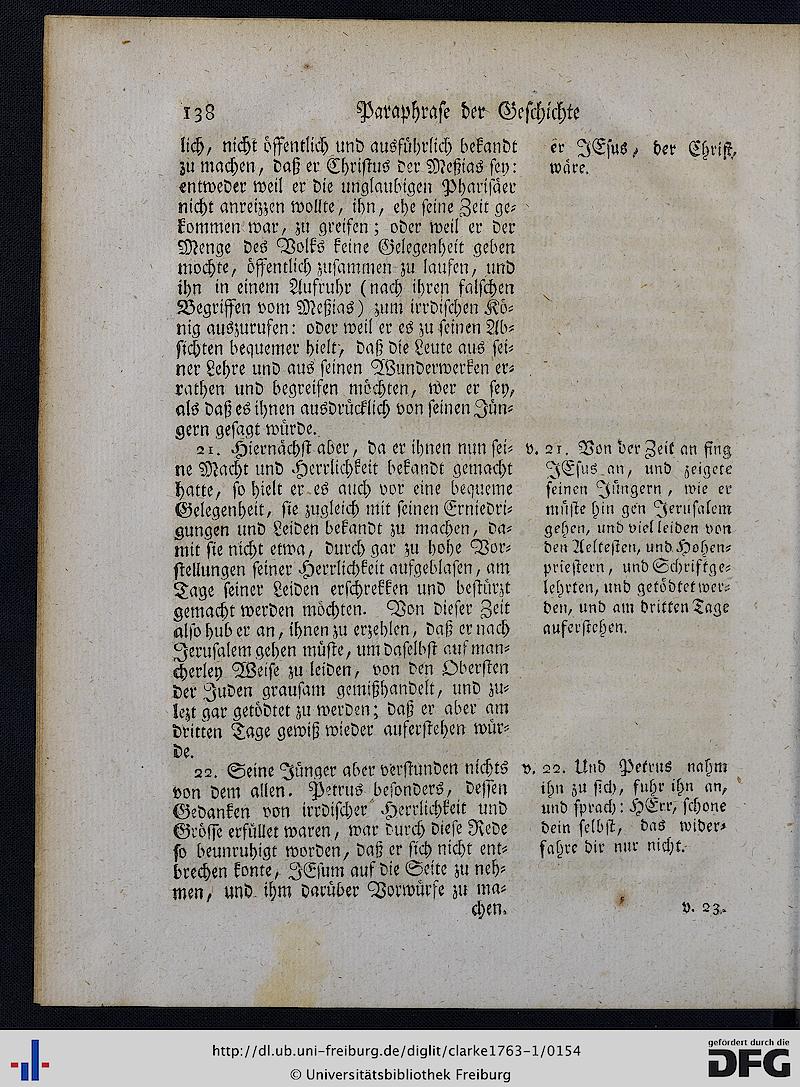 138 Paraphrase der Geschichte
lich, nicht öffentlich und ausführlich bekandt
zu machen, daß er Christus der Meßias sey:
entweder weil er die unglaubigen Pharisäer
nicht anreizzen wollte, ihn, ehe seine Zeit ge-
kommen war, zu greifen; oder weil er der
Menge des Volks keine Gelegenheit geben
mochte, öffentlich zusammen zu laufen, und
ihn in einem Aufruhr (nach ihren falschen
Begriffen vom Meßias) zum irrdischen Kö-
nig auszurufen: oder weil er es zu seinen Ab-
sichten bequemer hielt, daß die Leute aus sei-
ner Lehre und aus seinen Wunderwerken er-
rathen und begreifen möchten, wer er sey,
als daß es ihnen ausdrücklich von seinen Jün-
gern gesagt würde.
21. Hiernächst aber, da er ihnen nun sei-
ne Macht und Herrlichkeit bekandt gemacht
hatte, so hielt er es auch vor eine bequeme
Gelegenheit, sie zugleich mit seinen Erniedri-
gungen und Leiden bekandt zu machen, da-
mit sie nicht etwa, durch gar zu hohe Vor-
stellungen seiner Herrlichkeit aufgeblasen, am
Tage seiner Leiden erschrekken und bestürzt
gemacht werden möchten. Von dieser Zeit
also hub er an, ihnen zu erzehlen, daß er nach
Jerusalem gehen müste, um daselbst auf man-
cherley Weise zu leiden, von den Obersten
der Juden grausam gemißhandelt, und zu-
lezt gar getödtet zu werden; daß er aber am
dritten Tage gewiß wieder auferstehen wür-
de.
22. Seine Jünger aber verstunden nichts
von dem allen. Petrus besonders, dessen
Gedanken von irrdischer Herrlichkeit und
Grösse erfüllet waren, war durch diese Rede
so beunruhigt worden, daß er sich nicht ent-
brechen konte, JEsum auf die Seite zu neh-
men, und ihm darüber Vorwürfe zu ma-
chen.
er JEsus, der Christ,
wäre.
v. 21. Von der Zeit an fing
JEsus an, und zeigete
seinen Jüngern, wie er
müste hin gen Jerusalem
gehen, und viel leiden von
den Aeltesten, und Hohen-
priestern, und Schriftge-
lehrten, und getödtet wer-
den, und am dritten Tage
auferstehen.
v. 22. Und Petrus nahm
ihn zu sich, fuhr ihn an,
und sprach: HErr, schone
dein selbst, das wider-
fahre dir nur nicht.
v. 23.
http://dl.ub.uni-freiburg.de/diglit/clarke1763-1/0154
© Universitätsbibliothek Freiburg
gefördert durch die
DFG